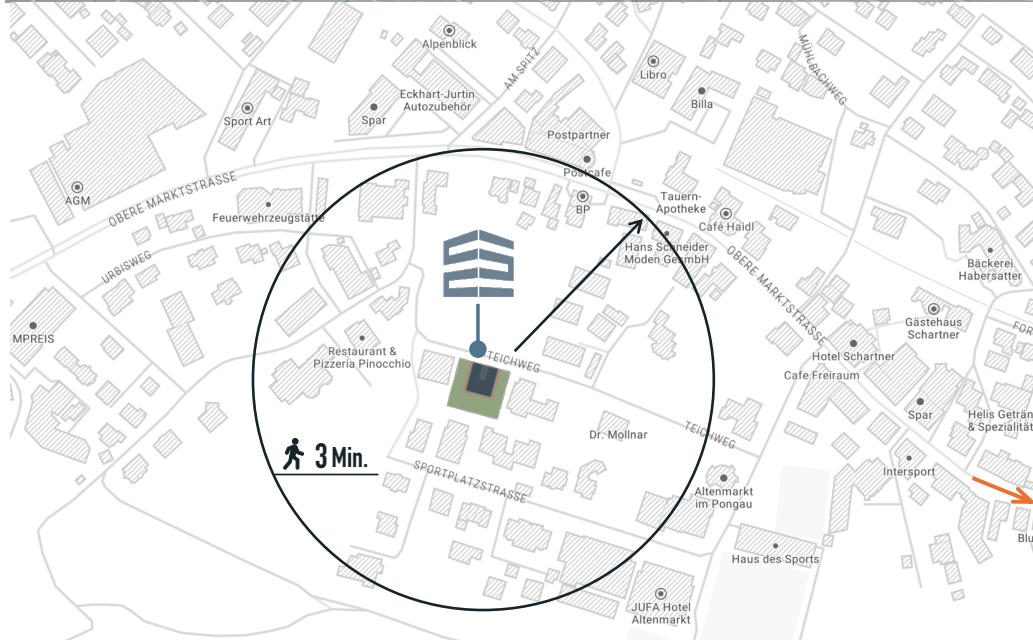 Alpenblick
AM SPITZ
MÜHLBACHWEG
Libro
Billa
Eckhart-Jurtin
Autozubehör
Spar
Sport Art
Postpartner
Postcafe
AGM
OBERE MARKTSTRASSE
Feuerwehrzeugstätte
BP
Tauern-
Apotheke
Café Haidl
Hans Schneider
Moden GesmbH
URBISWEG
OBERE MARKTSTRASSE
Bäckerei
Habersatter
MPREIS
Restaurant &
Pizzeria Pinocchio
TEICHWEG
Gästehaus
Schartner
FOR
Hotel Schartner
Cafe Freiraum
Spar
Helis Geträn
& Spezialität
Dr. Mollnar
TEICHWEG
3 Min.
SPORTPLATZSTRASSE
Intersport
Altenmarkt
im Pongau
Blu
Haus des Sports
JUFA Hotel
Altenmarkt